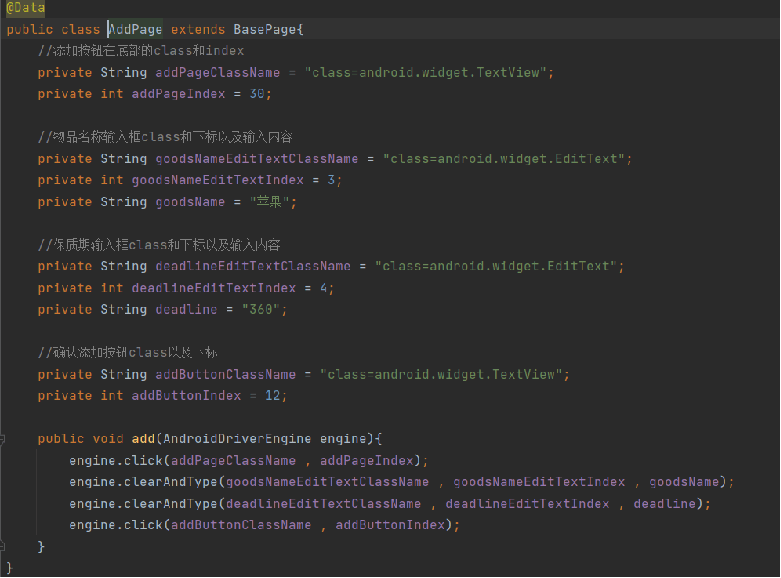 @Data
public class AddPage extends BasePage{
//添加按钮在底部的class和index
private String addPageClassName = "class=android.widget.TextView";
private int addPageIndex = 30;
//物品名称输入框class和下标以及输入内容
private String goodsNameEditTextClassName = "class=android.widget.EditText";
private int goodsNameEditTextIndex = 3;
private String goodsName = "苹果";
//保质期输入框class和下标以及输入内容
private String deadlineEditTextClassName = "class=android.widget.EditText";
private int deadlineEditTextIndex = 4;
private String deadline = "360";
//确认添加按钮class以及下标
private String addButtonClassName = "class=android.widget.TextView";
private int addButtonIndex = 12;
public void add(AndroidDriverEngine engine){
engine.click(addPageClassName , addPageIndex);
engine.clearAndType(goodsNameEditTextClassName , goodsNameEditTextIndex , goodsName);
engine.clearAndType(deadlineEditTextClassName , deadlineEditTextIndex , deadline);
engine.click(addButtonClassName , addButtonIndex);
}
}